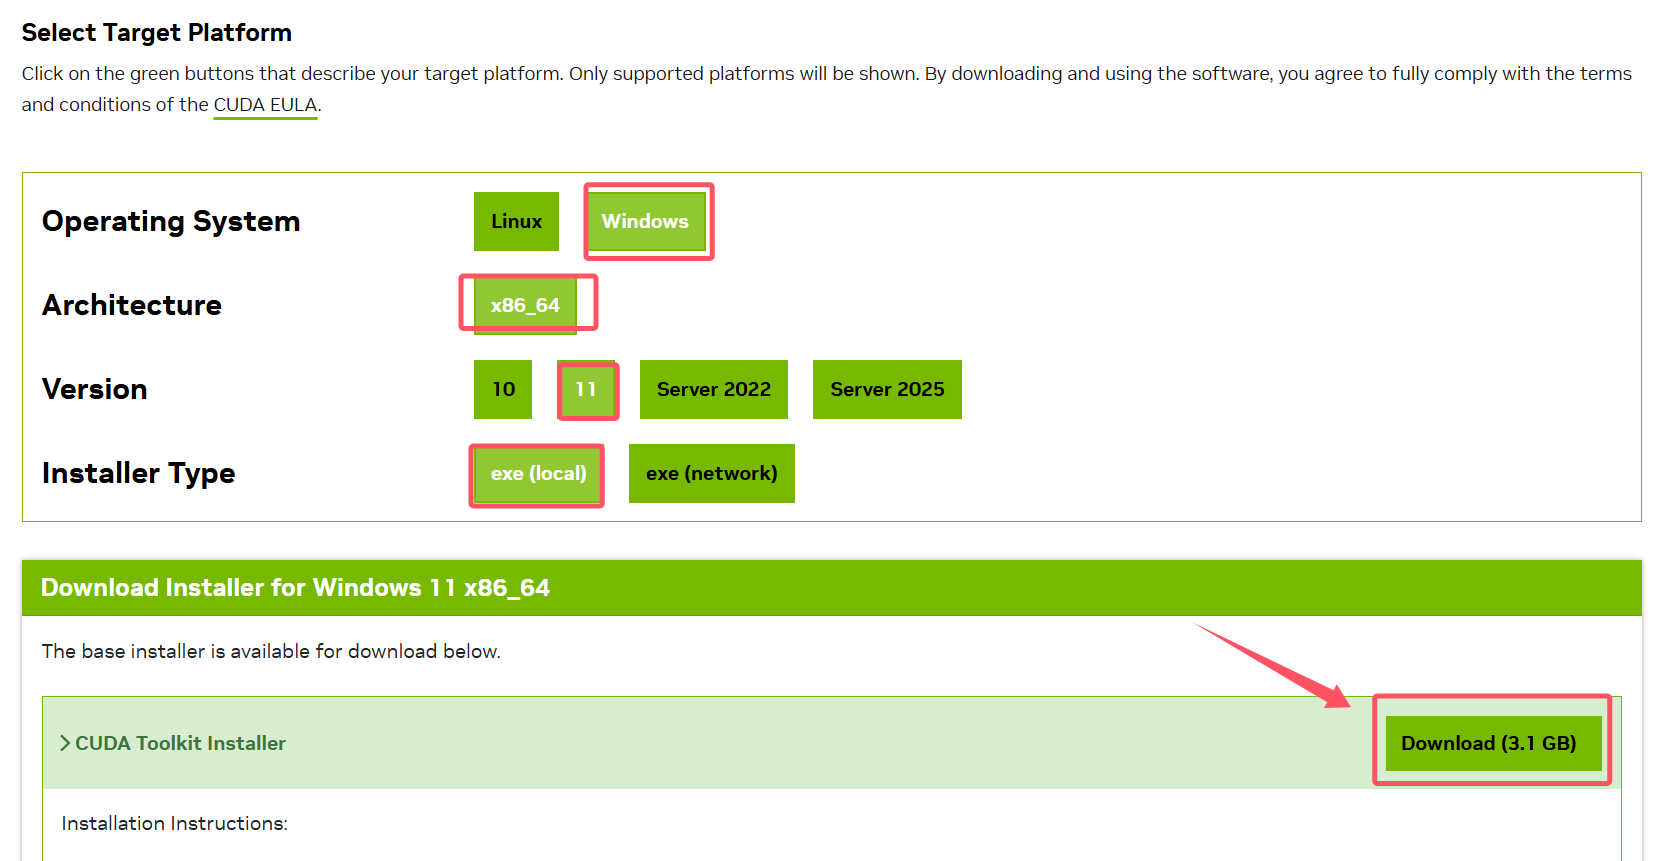 Select Target Platform
Click on the green buttons that describe your target platform. Only supported platforms will be shown. By downloading and using the software, you agree to fully comply with the terms
and conditions of the CUDA EULA.
Operating System Linux Windows
Architecture x86_64
Version 10 11 Server 2022 Server 2025
Installer Type exe (local) exe (network)
Download Installer for Windows 11 x86_64
The base installer is available for download below.
CUDA Toolkit Installer Download (3.1 GB)
Installation Instructions: